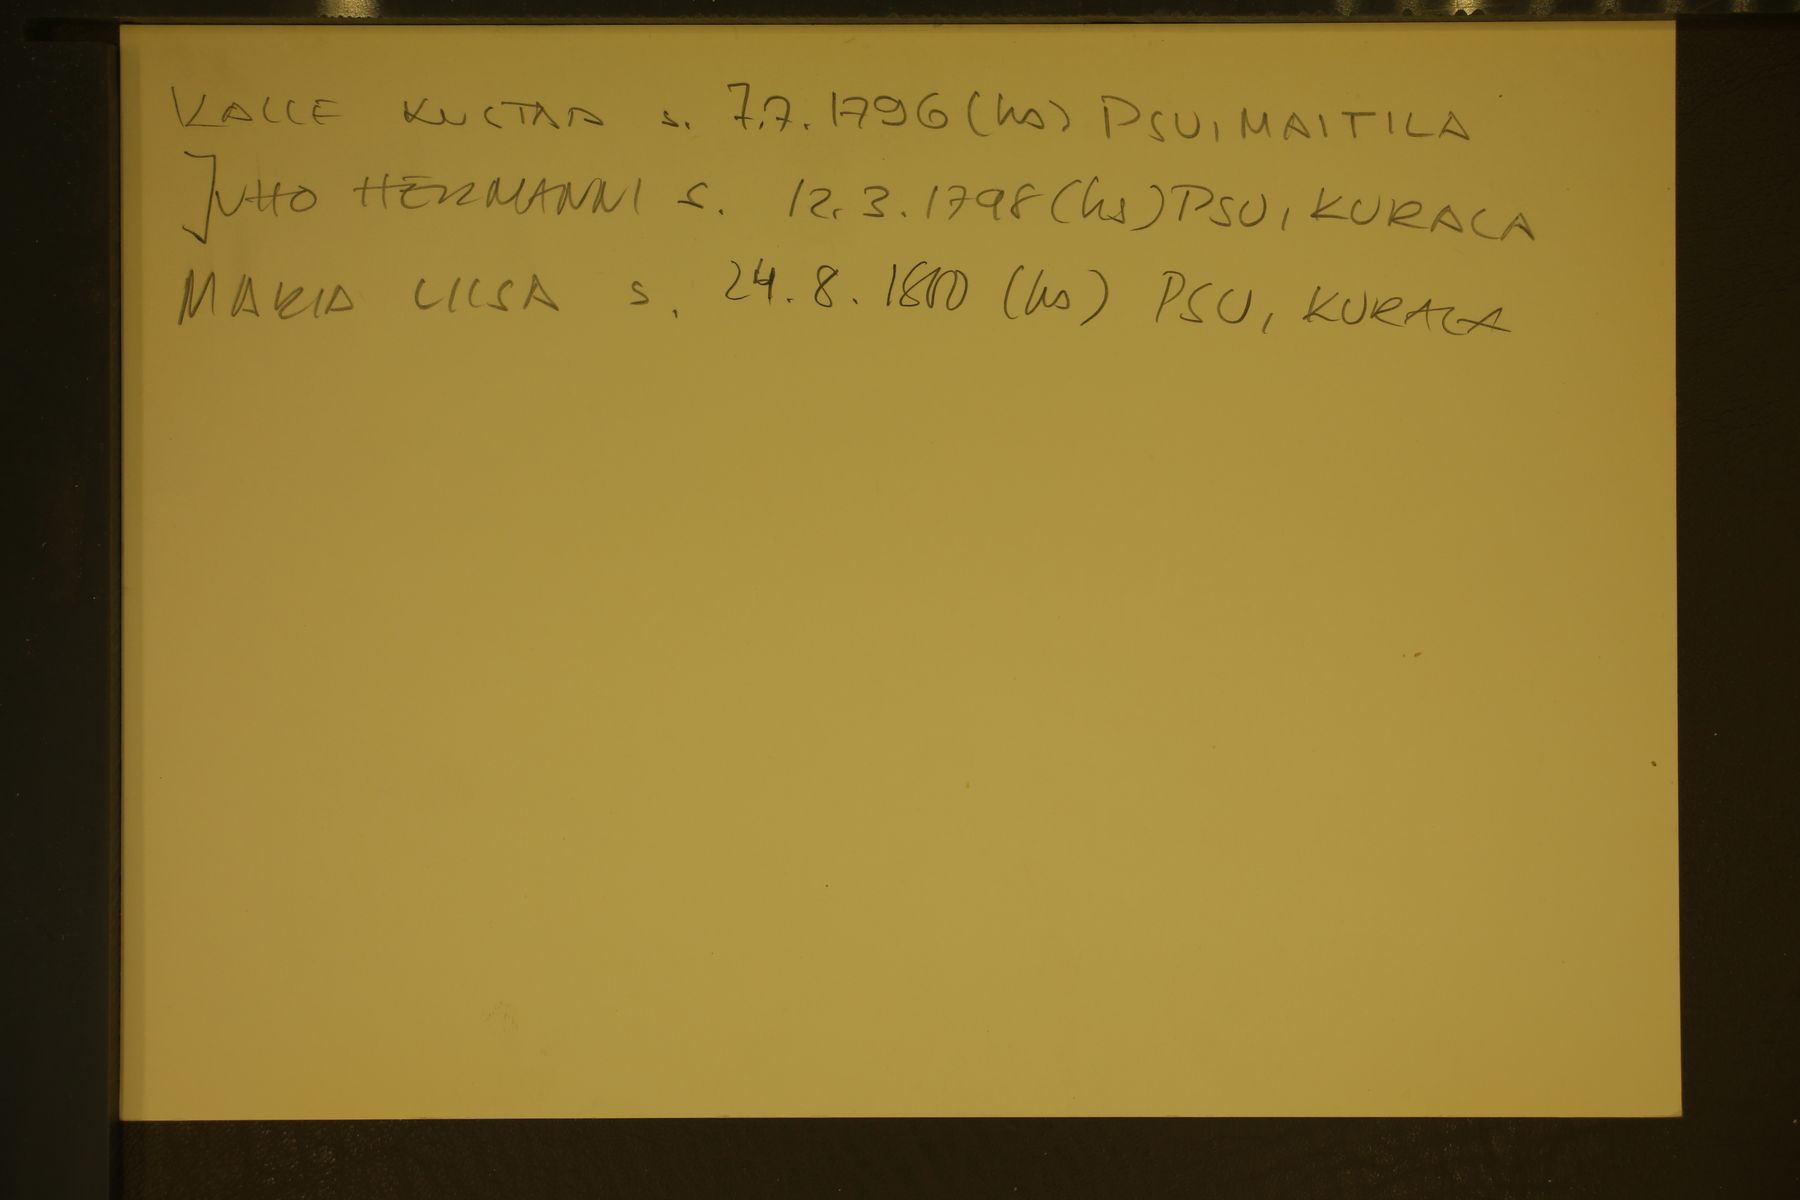 KALLE KUSTAA s. 7.7.1796 (hs) PSU, MAITILA
JUHO HERMANNI s. 12.3.1798 (hs) PSU, KURALA
MARIA LIISA s. 24.8.1800 (hs) PSU, KURALA